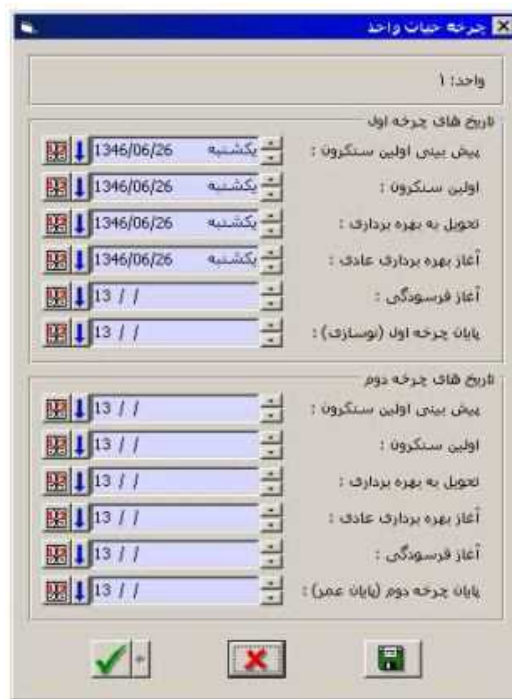 چرخه حیات واحد
واحد: ۱
تاریخ های چرخه اول
پیش بینی اولین سنکرون : یکشنبه 1346/06/26
اولین سنکرون : یکشنبه 1346/06/26
تحویل به بهره برداری : یکشنبه 1346/06/26
آغاز بهره برداری عادی : یکشنبه 1346/06/26
آغاز فرسودگی : 13 / /
پایان چرخه اول (نوسازی) : 13 / /
تاریخ های چرخه دوم
پیش بینی اولین سنکرون : 13 / /
اولین سنکرون : 13 / /
تحویل به بهره برداری : 13 / /
آغاز بهره برداری عادی : 13 / /
آغاز فرسودگی : 13 / /
پایان چرخه دوم (پایان عمر) : 13 / /